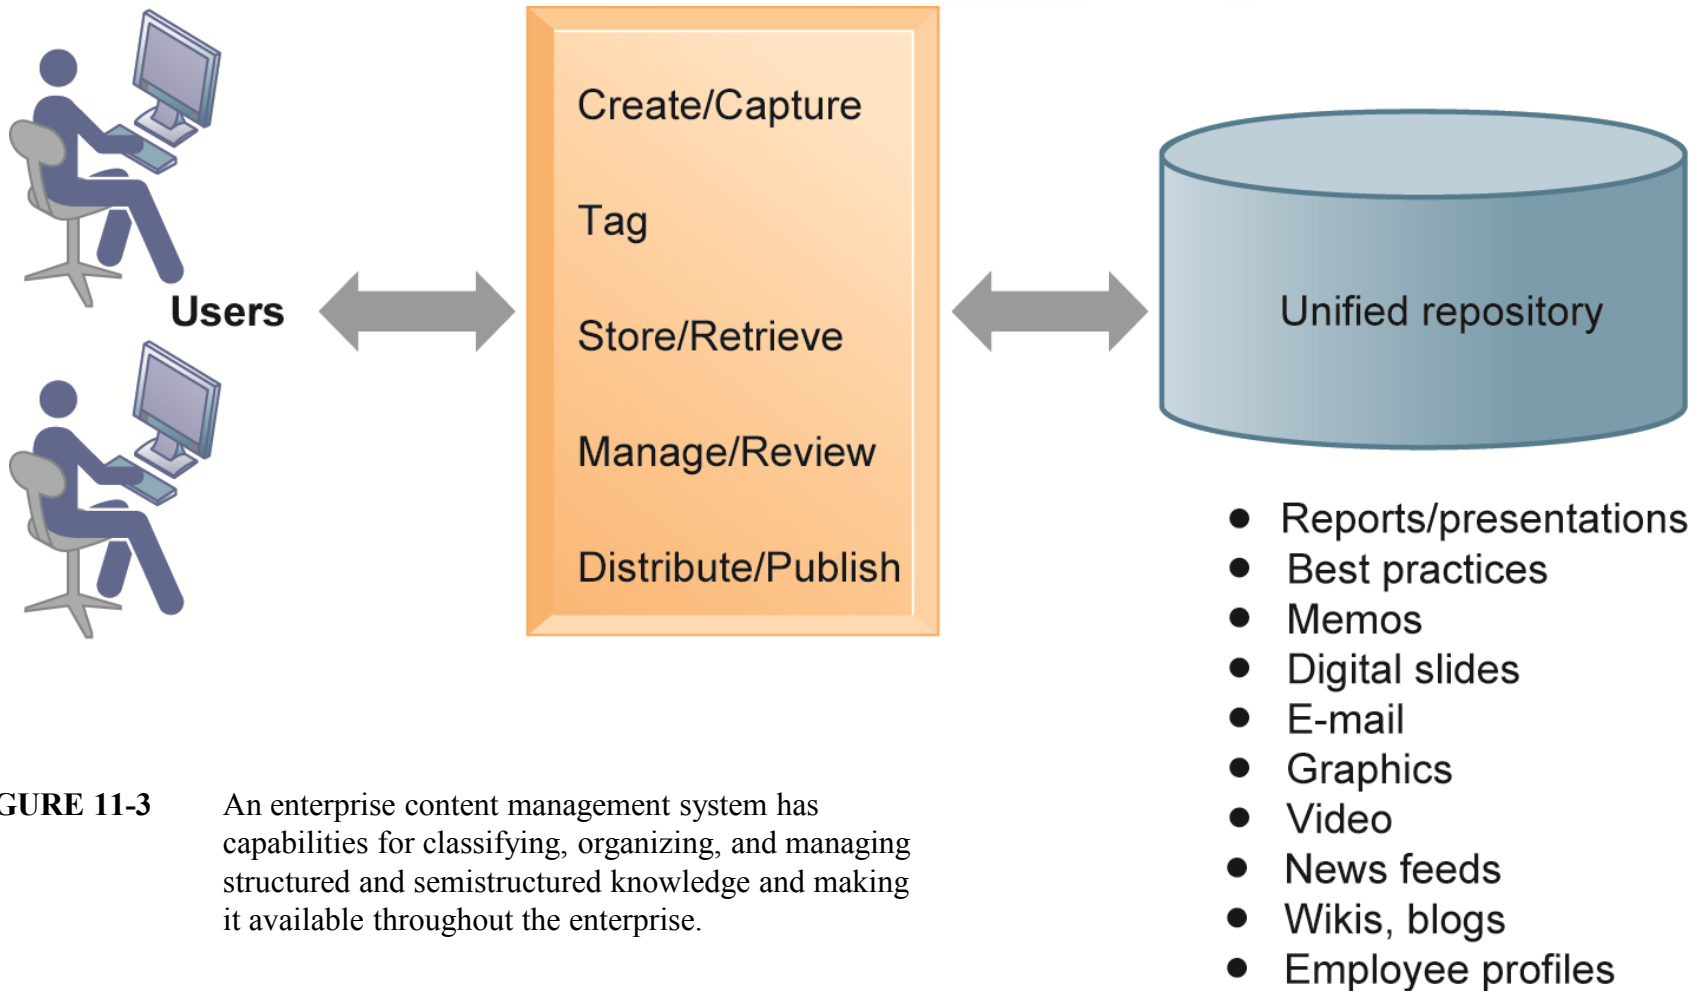 Users
Create/Capture
Tag
Store/Retrieve
Manage/Review
Distribute/Publish
Unified repository
● Reports/presentations
● Best practices
● Memos
● Digital slides
● E-mail
● Graphics
● Video
● News feeds
● Wikis, blogs
● Employee profiles
GURE 11-3 An enterprise content management system has
capabilities for classifying, organizing, and managing
structured and semistructured knowledge and making
it available throughout the enterprise.